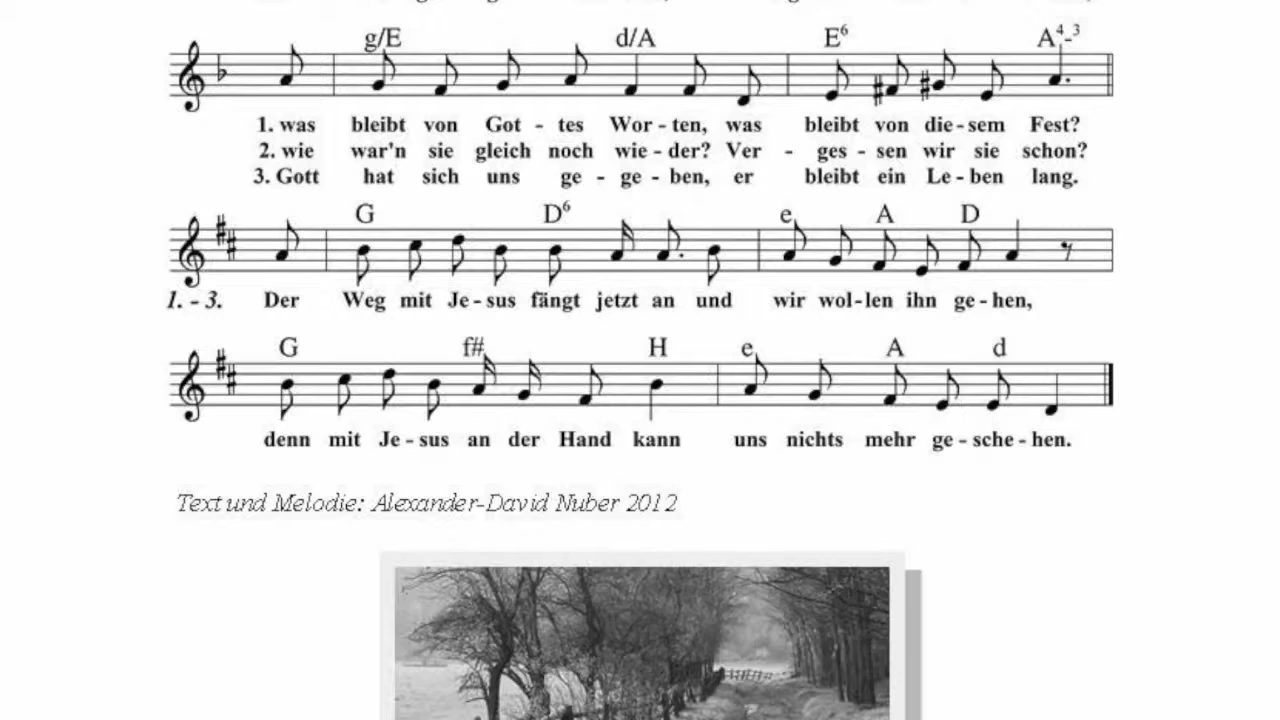 g/E d/A E6 A4-3
1. was bleibt von Got - tes Wor - ten, was bleibt von die - sem Fest?
2. wie war'n sie gleich noch wie - der? Ver - ges - sen wir sie schon?
3. Gott hat sich uns ge - ge - ben, er bleibt ein Le - ben lang.
G D6 e A D
1. - 3. Der Weg mit Je - sus fängt jetzt an und wir wol - len ihn ge - hen,
G f# H e A d
denn mit Je - sus an der Hand kann uns nichts mehr ge - sche - hen.
Text und Melodie: Alexander-David Nuber 2012